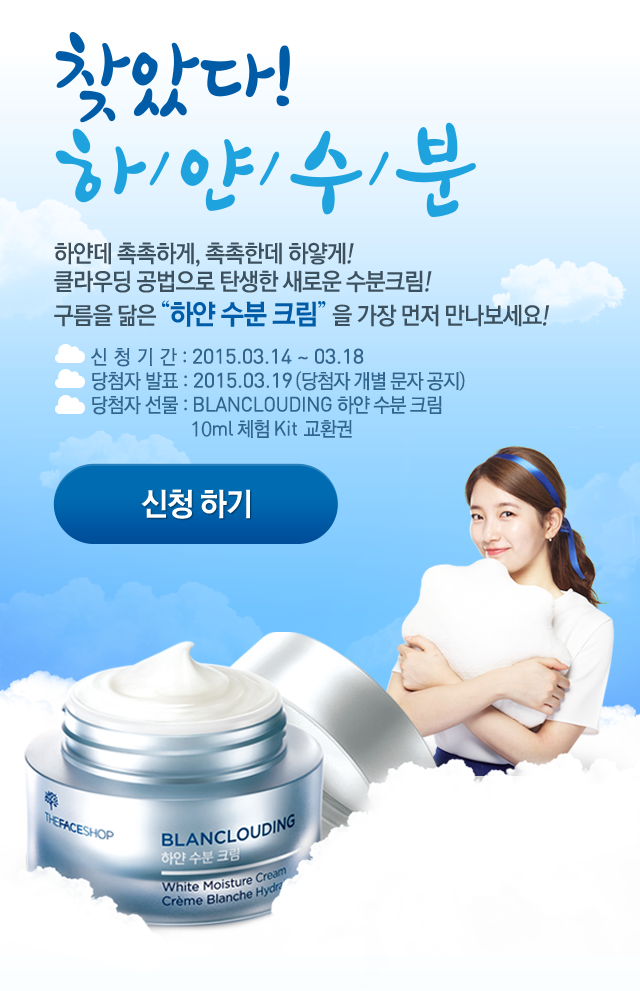 찾았다!
하/얀/수/분
하얀데 촉촉하게, 촉촉한데 하얗게!
클라우딩 공법으로 탄생한 새로운 수분크림!
구름을 닮은 “하얀 수분 크림” 을 가장 먼저 만나보세요!
신 청 기 간 : 2015.03.14 ~ 03.18
당첨자 발표 : 2015.03.19 (당첨자 개별 문자 공지)
당첨자 선물 : BLANCLOUDING 하얀 수분 크림
10ml 체험 Kit 교환권
신청 하기
THEFACESHOP
BLANCLOUDING
하얀 수분 크림
White Moisture Cream
Crème Blanche Hydra